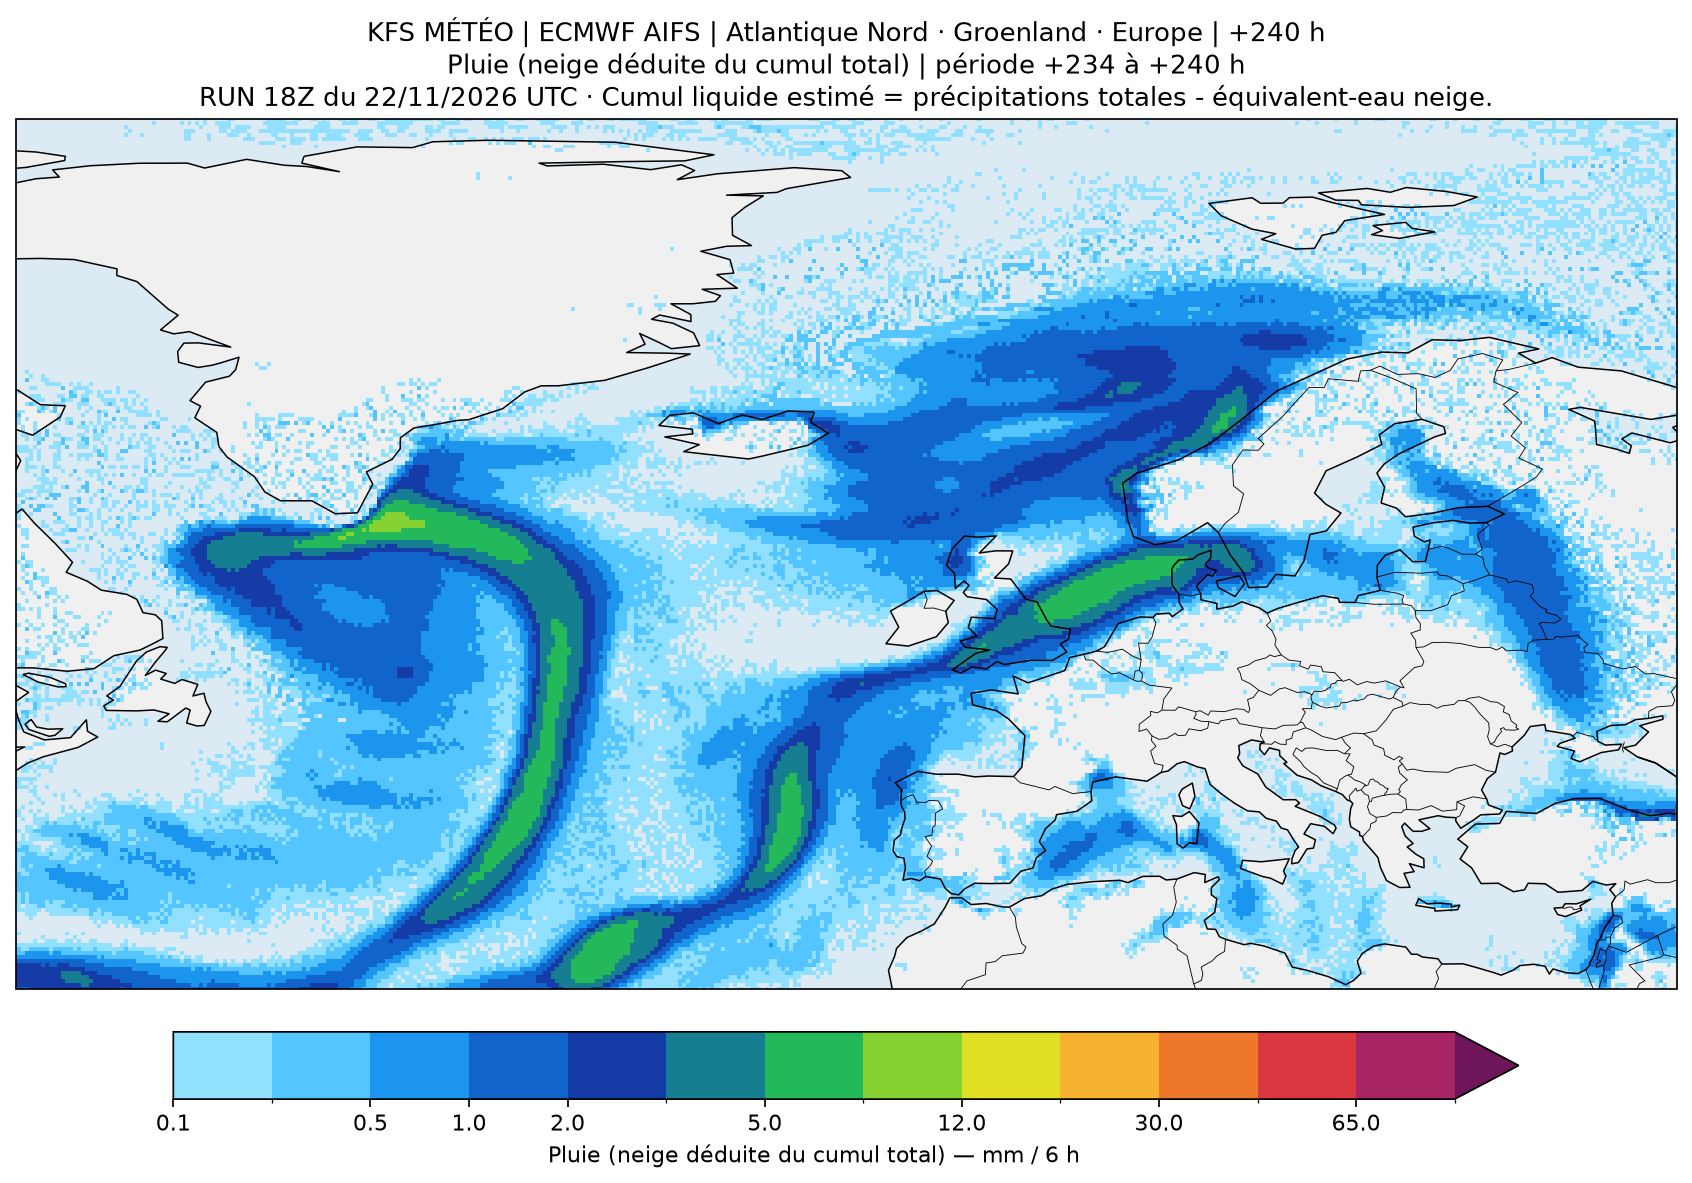 KFS MÉTÉO | ECMWF AIFS | Atlantique Nord · Groenland · Europe | +240 h
Pluie (neige déduite du cumul total) | période +234 à +240 h
RUN 18Z du 22/11/2026 UTC · Cumul liquide estimé = précipitations totales - équivalent-eau neige.
0.1 0.5 1.0 2.0 5.0 12.0 30.0 65.0
Pluie (neige déduite du cumul total) — mm / 6 h